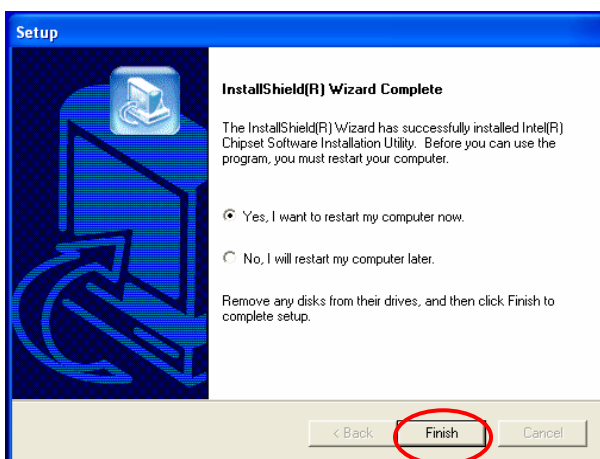 Setup
InstallShield(R) Wizard Complete
The InstallShield(R) Wizard has successfully installed Intel(R)
Chipset Software Installation Utility. Before you can use the
program, you must restart your computer.
Yes, I want to restart my computer now.
No, I will restart my computer later.
Remove any disks from their drives, and then click Finish to
complete setup.
< Back Finish Cancel